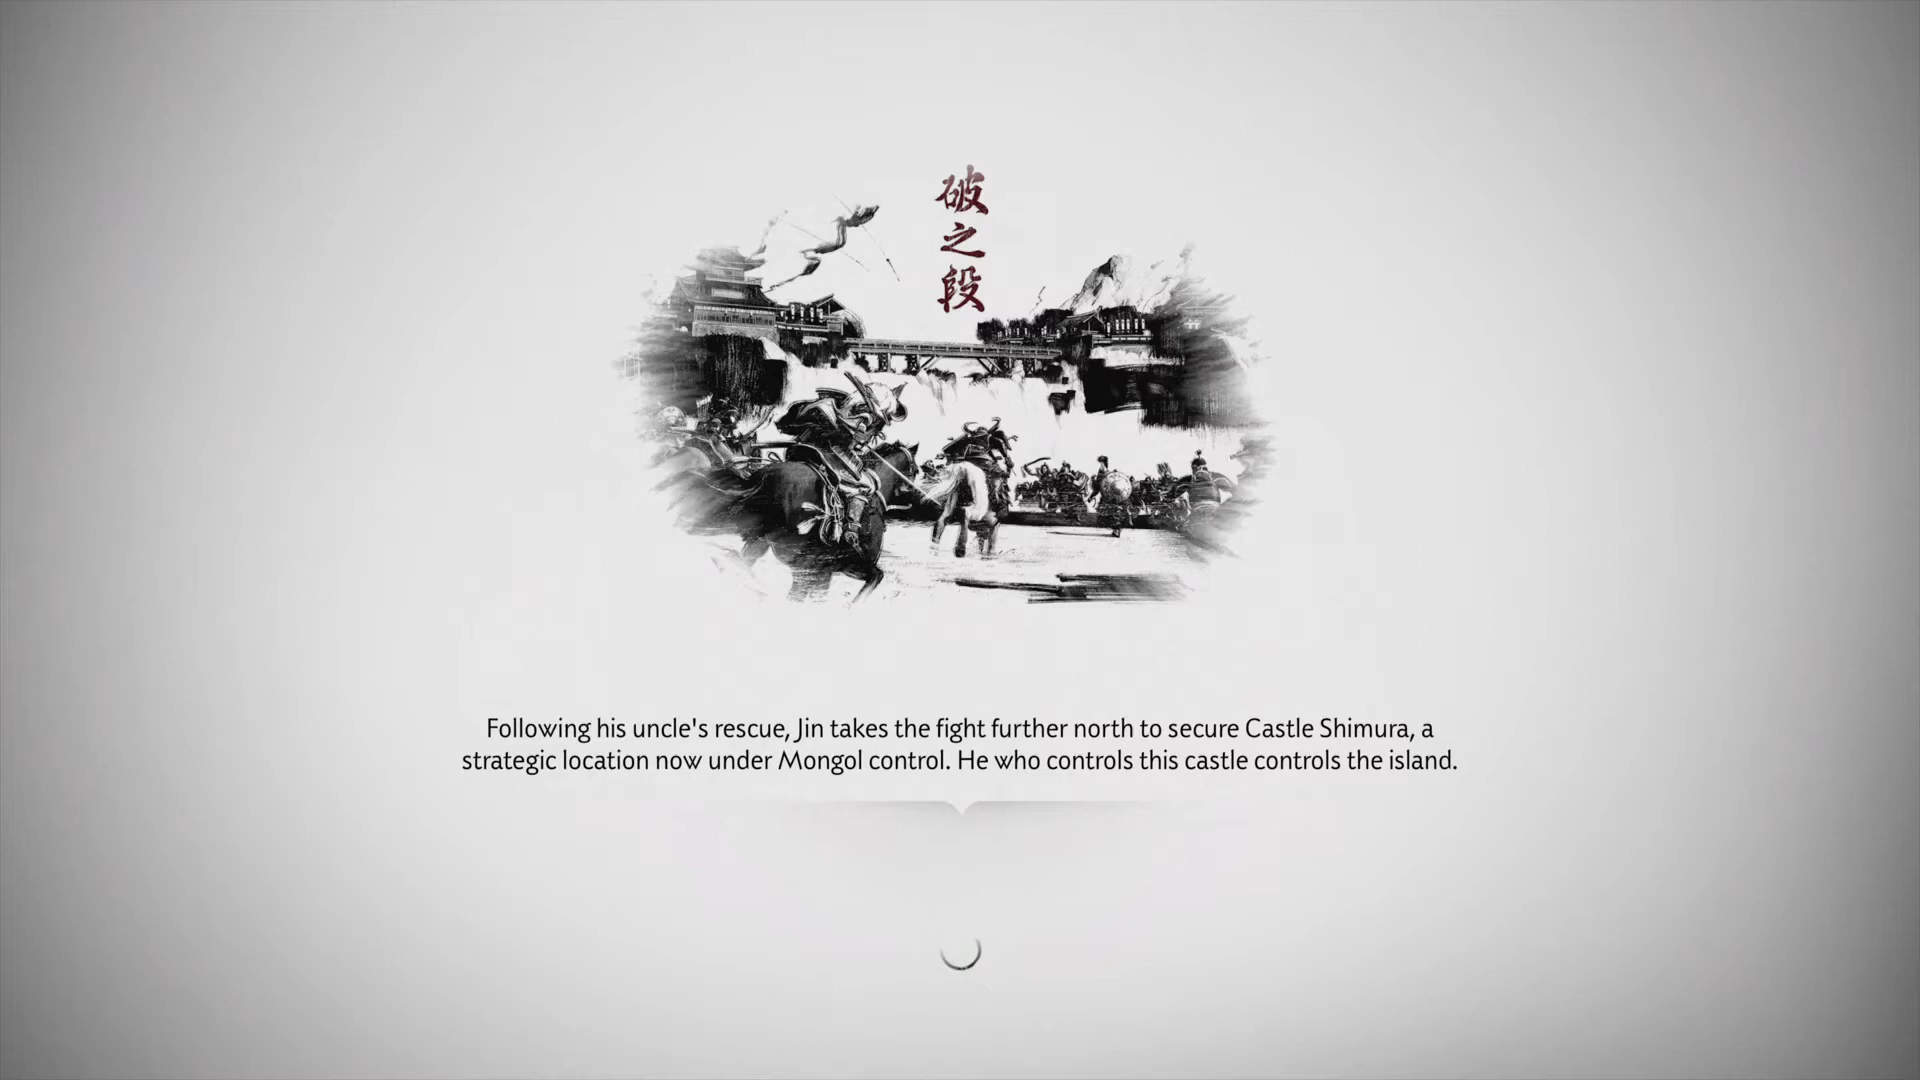 破之段
Following his uncle's rescue, Jin takes the fight further north to secure Castle Shimura, a
strategic location now under Mongol control. He who controls this castle controls the island.